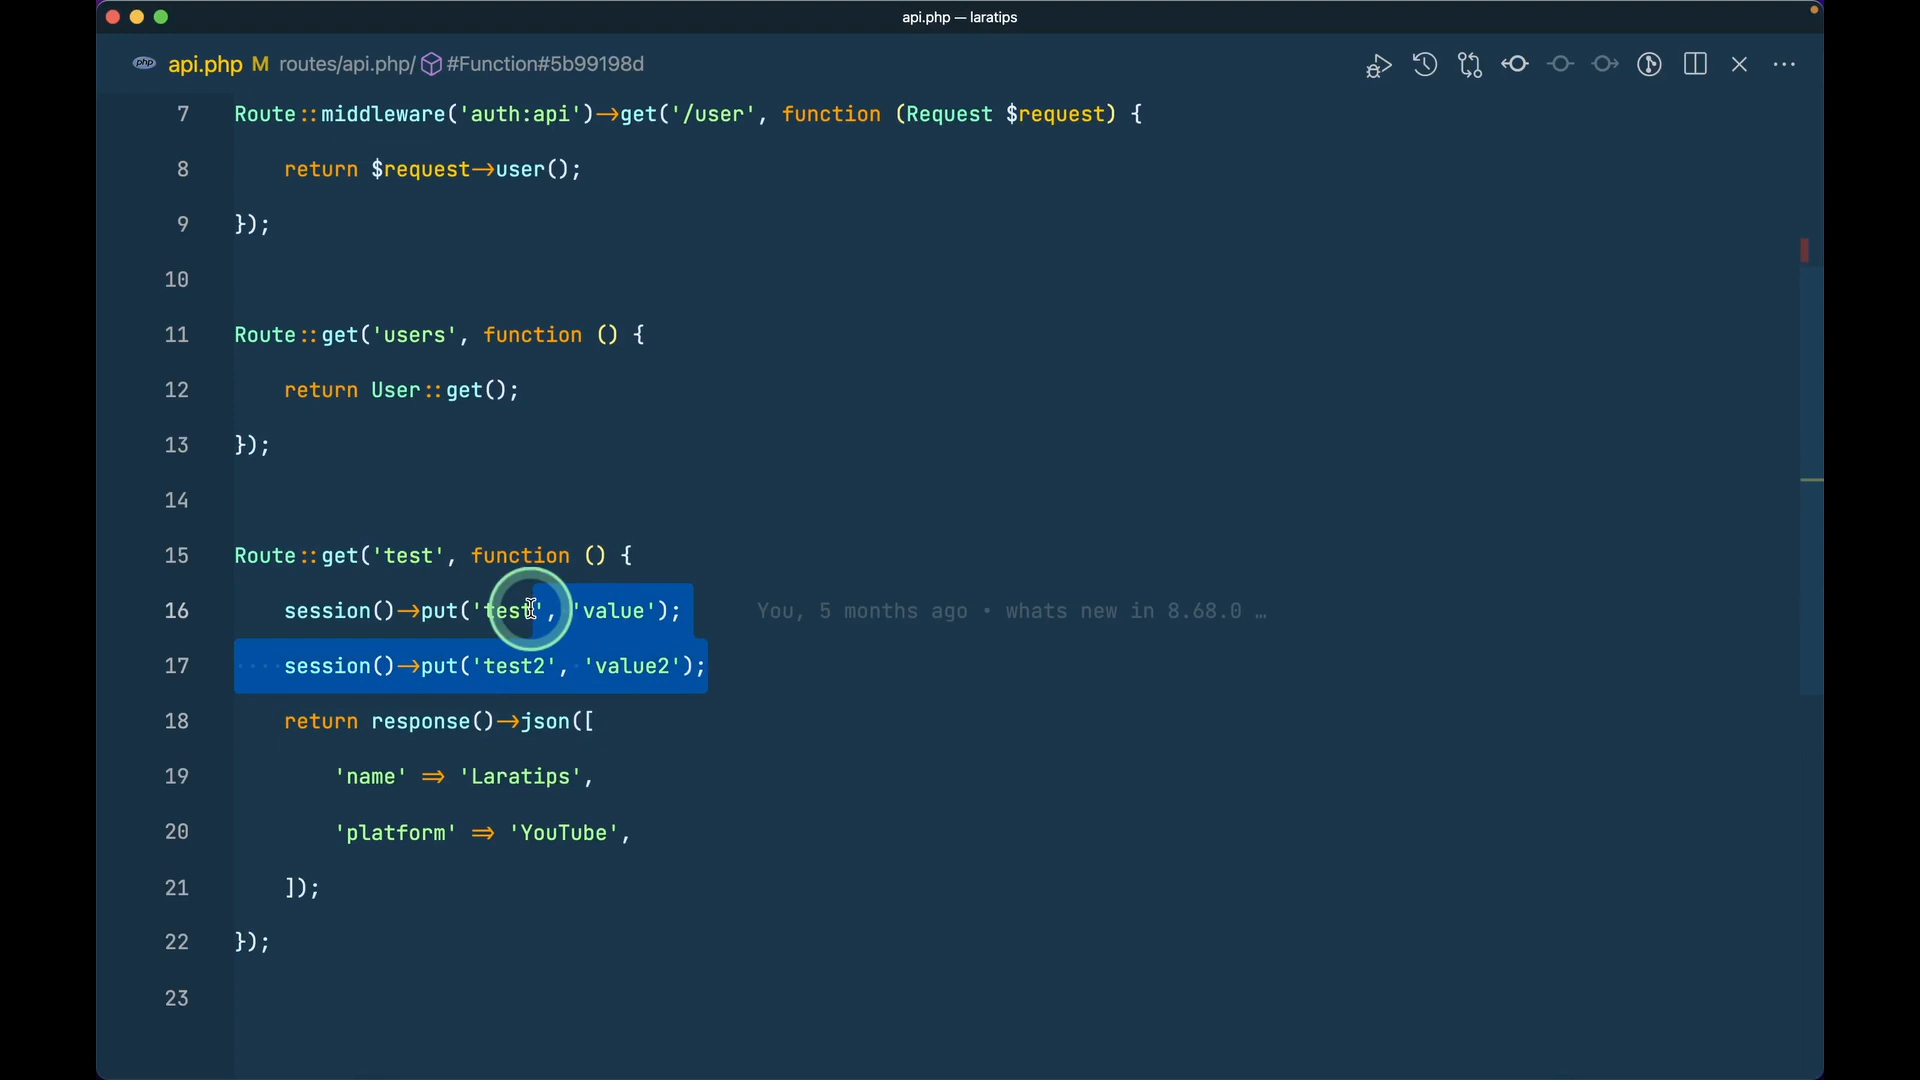 api.php — laratips
php api.php M routes/api.php/ #Function#5b99198d
7 Route::middleware('auth:api')->get('/user', function (Request $request) {
8 return $request->user();
9 });
10
11 Route::get('users', function () {
12 return User::get();
13 });
14
15 Route::get('test', function () {
16 session()->put('test', 'value'); You, 5 months ago • whats new in 8.68.0 …
17 session()->put('test2', 'value2');
18 return response()->json([
19 'name' => 'Laratips',
20 'platform' => 'YouTube',
21 ]);
22 });
23